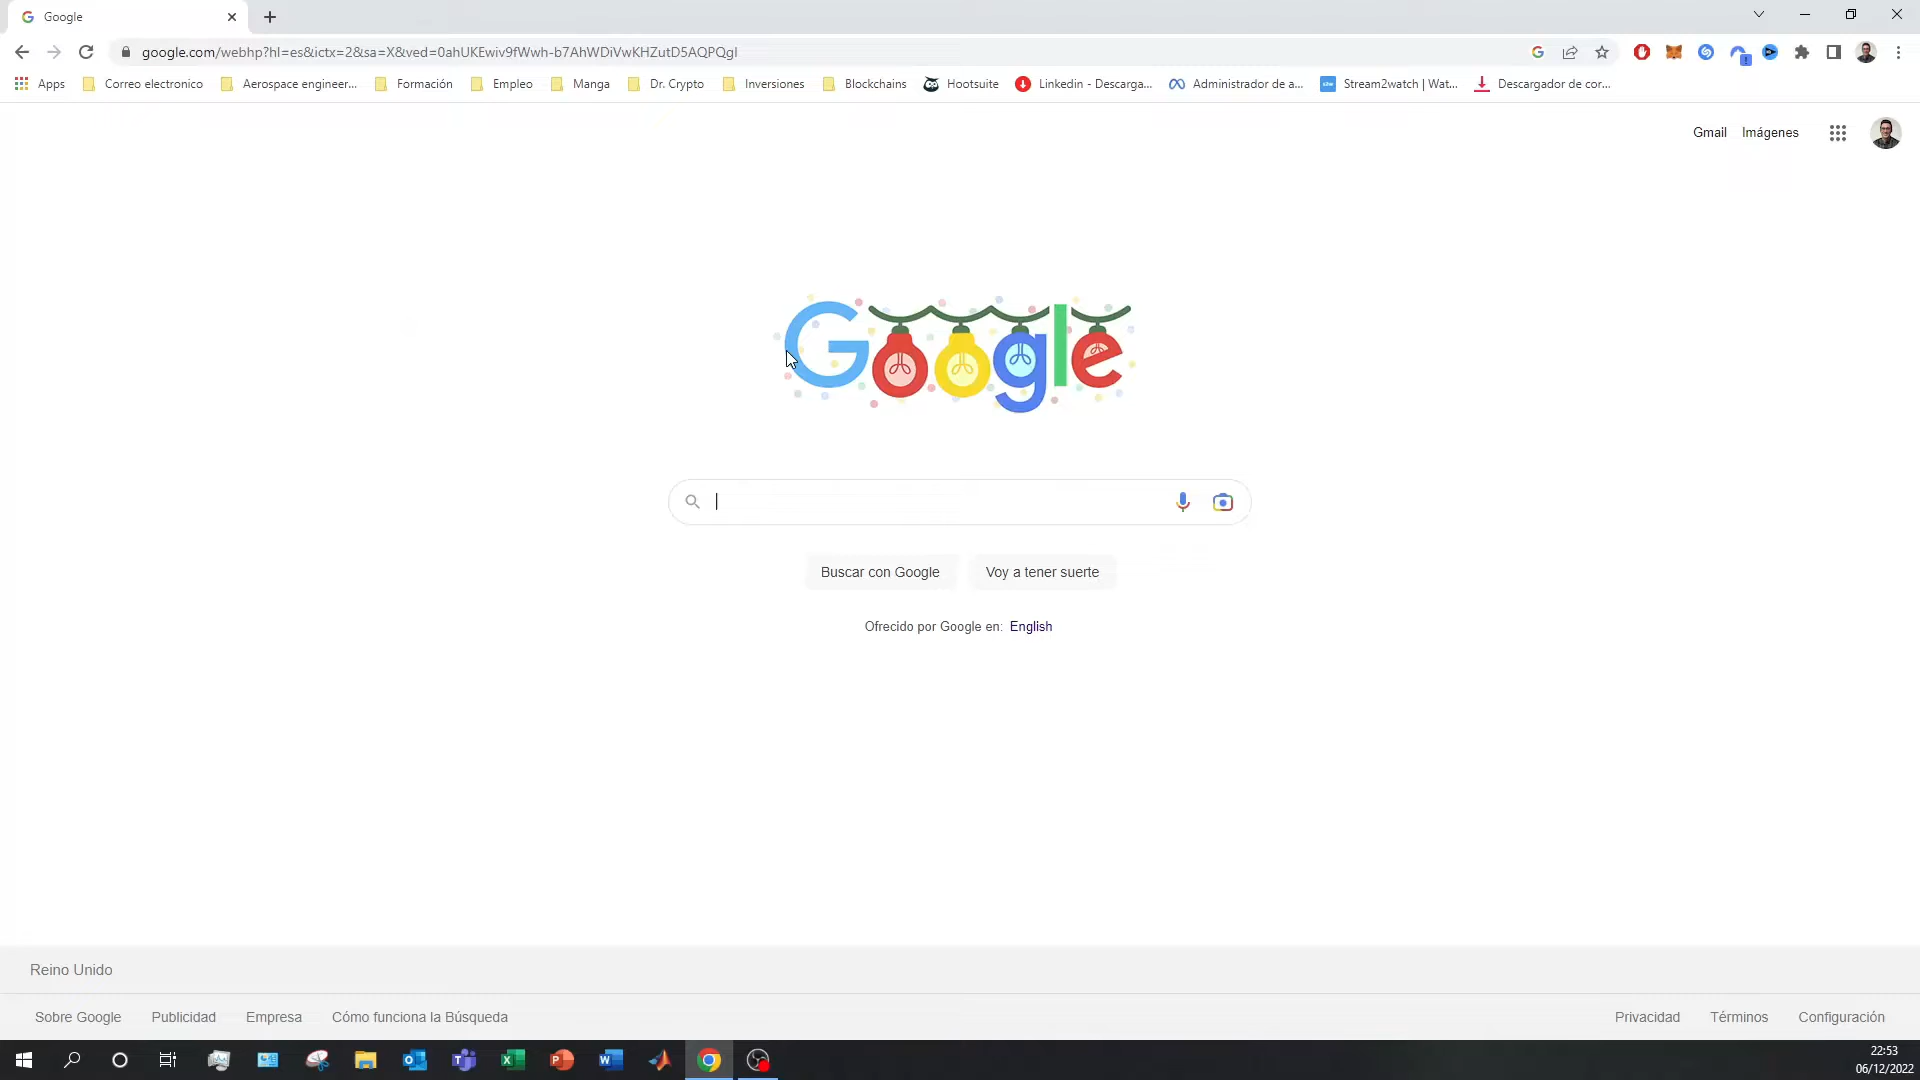 Google
google.com/webhp?hl=es&ictx=2&sa=X&ved=0ahUKEwiv9fWwh-b7AhWDiVwKHZutD5AQPQgI
Apps Correo electronico Aerospace engineer... Formación Empleo Manga Dr. Crypto Inversiones Blockchains Hootsuite Linkedin - Descarga... Administrador de a... Stream2watch | Wat... Descargador de cor...
Gmail Imágenes
Google
Buscar con Google Voy a tener suerte
Ofrecido por Google en: English
Reino Unido
Sobre Google Publicidad Empresa Cómo funciona la Búsqueda Privacidad Términos Configuración
22:53
06/12/2022